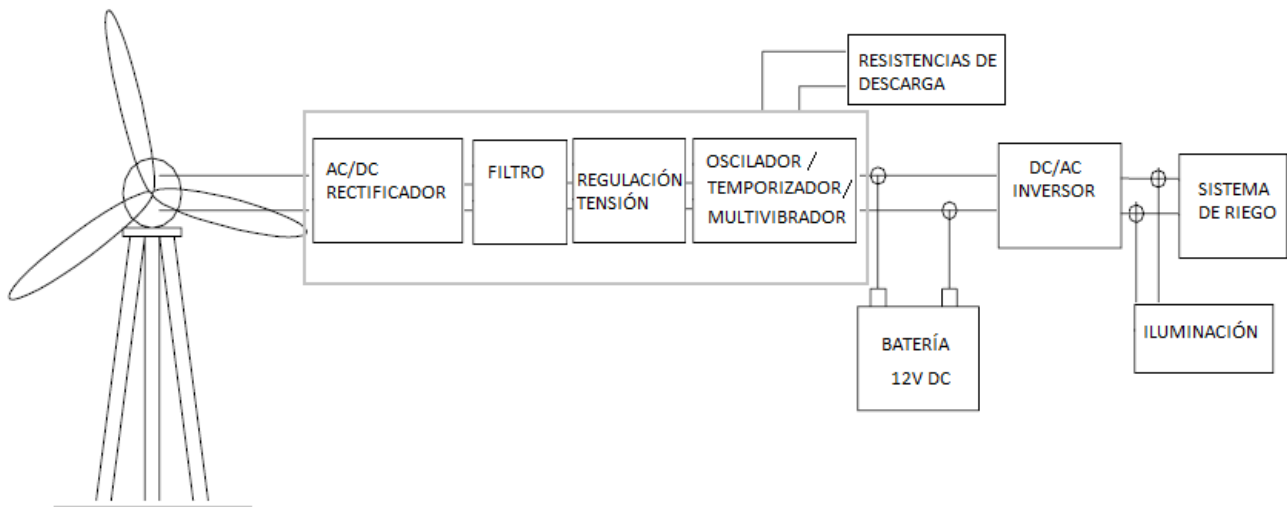 RESISTENCIAS DE
DESCARGA
AC/DC
RECTIFICADOR
FILTRO
REGULACIÓN
TENSIÓN
OSCILADOR /
TEMPORIZADOR/
MULTIVIBRADOR
DC/AC
INVERSOR
SISTEMA
DE RIEGO
BATERÍA
12V DC
ILUMINACIÓN